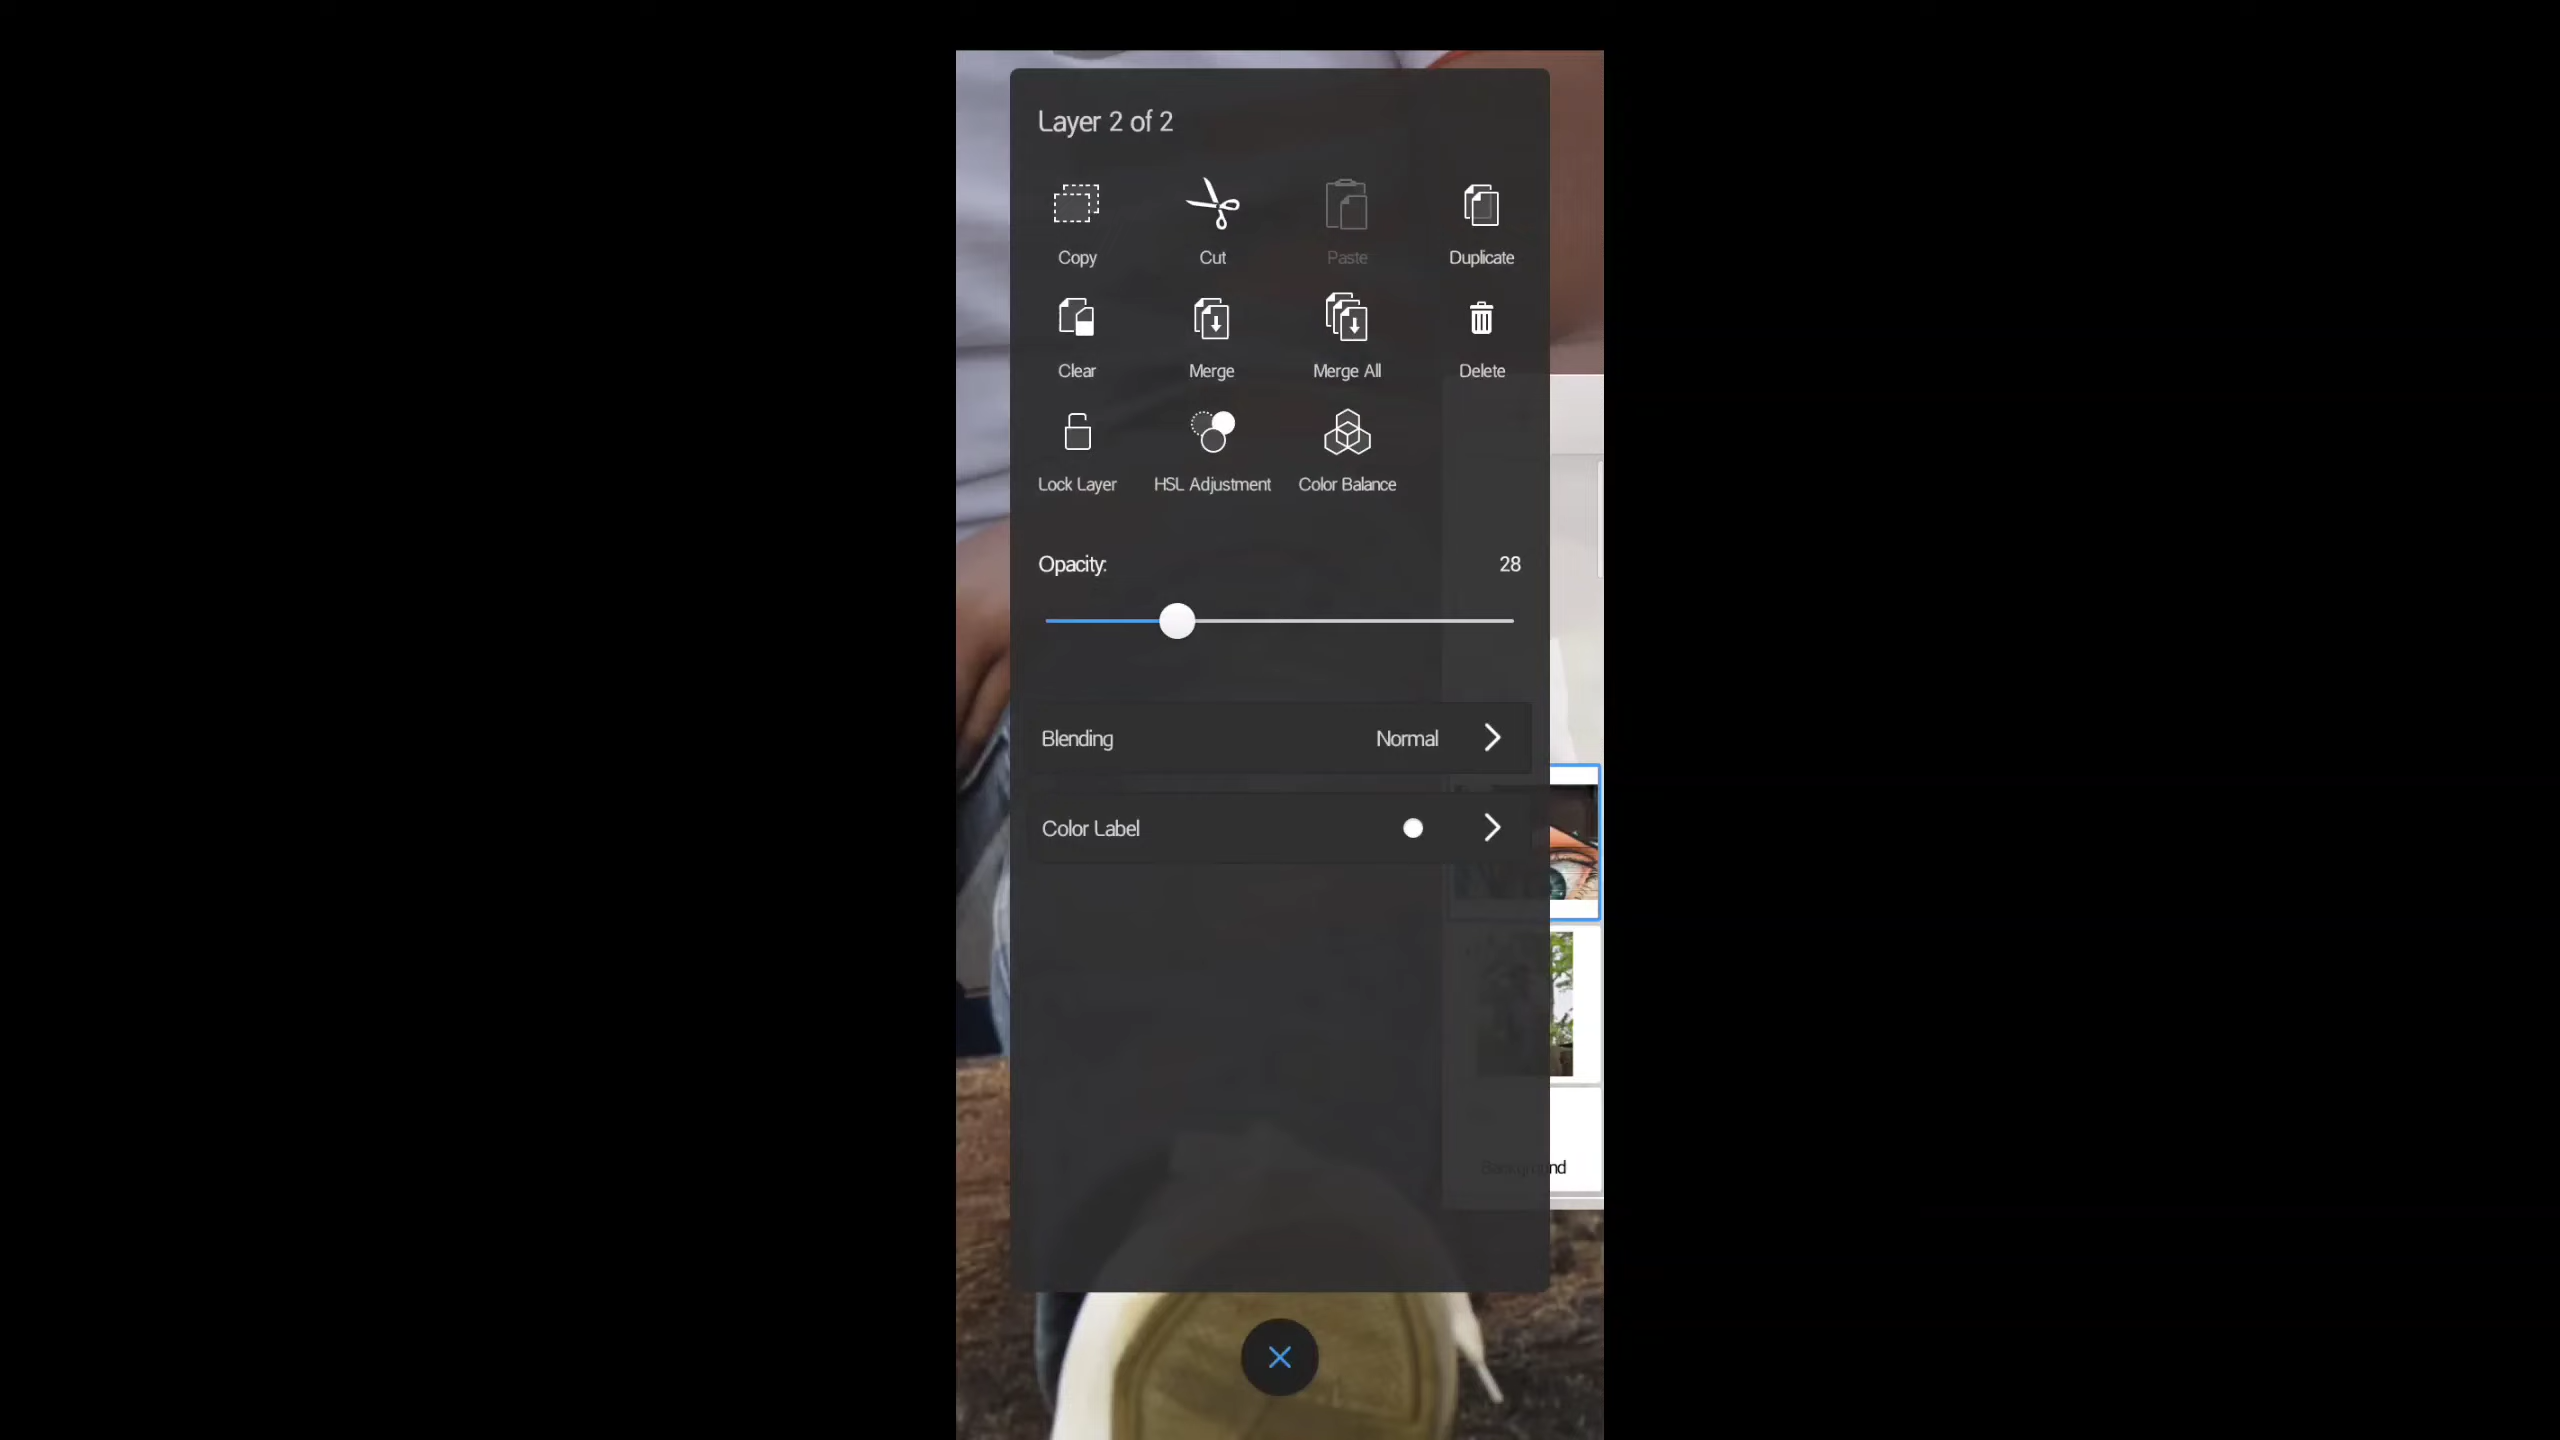 Layer 2 of 2
Copy Cut Paste Duplicate
Clear Merge Merge All Delete
Lock Layer HSL Adjustment Color Balance
Opacity: 28
Blending Normal
Color Label
Background